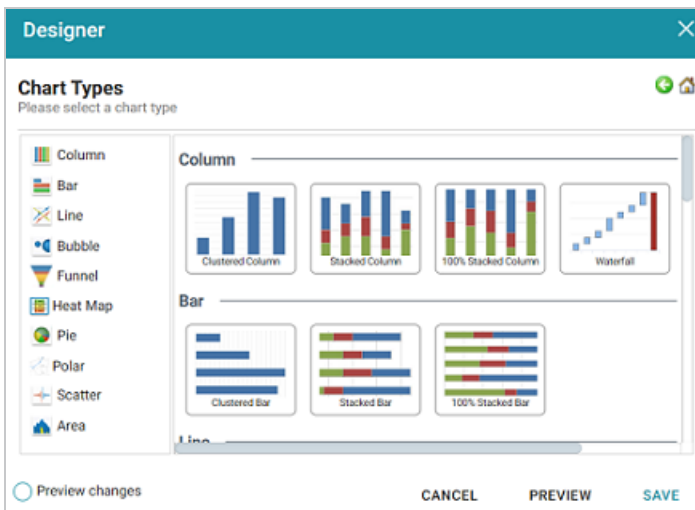 Designer
Chart Types
Please select a chart type
Column
Bar
Line
Bubble
Funnel
Heat Map
Pie
Polar
Scatter
Area
Column
Clustered Column
Stacked Column
100% Stacked Column
Waterfall
Bar
Clustered Bar
Stacked Bar
100% Stacked Bar
Line
Preview changes
CANCEL
PREVIEW
SAVE